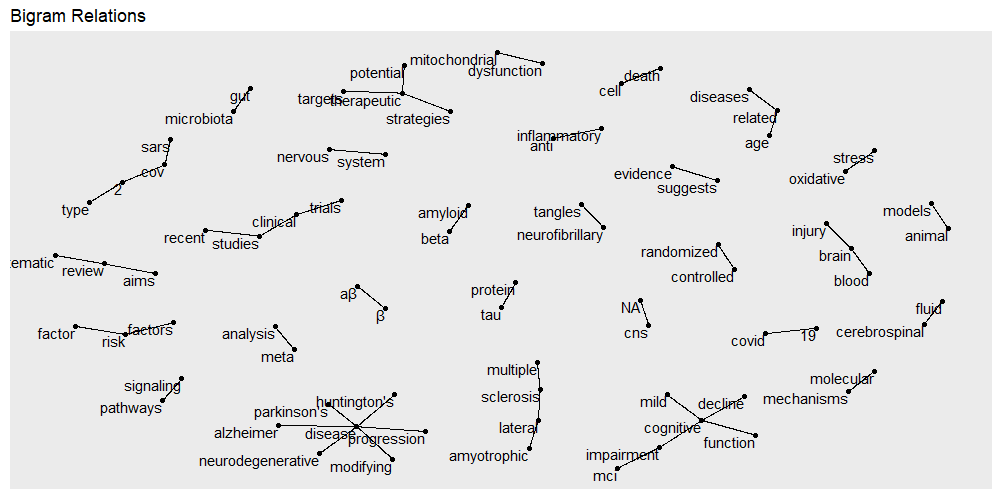 Bigram Relations
mitochondrial
dysfunction
potential
targets
therapeutic
strategies
death
cell
gut
microbiota
diseases
related
age
sars
cov
2
type
inflammatory
anti
nervous
system
stress
oxidative
evidence
suggests
trials
clinical
recent
studies
amyloid
beta
tangles
neurofibrillary
models
animal
injury
brain
blood
randomized
controlled
tematic
review
aims
aβ
β
protein
tau
NA
cns
fluid
cerebrospinal
factor
risk
factors
analysis
meta
covid
19
signaling
pathways
multiple
sclerosis
lateral
amyotrophic
molecular
mechanisms
huntington's
parkinson's
alzheimer
disease
progression
neurodegenerative
modifying
mild
decline
cognitive
function
impairment
mci